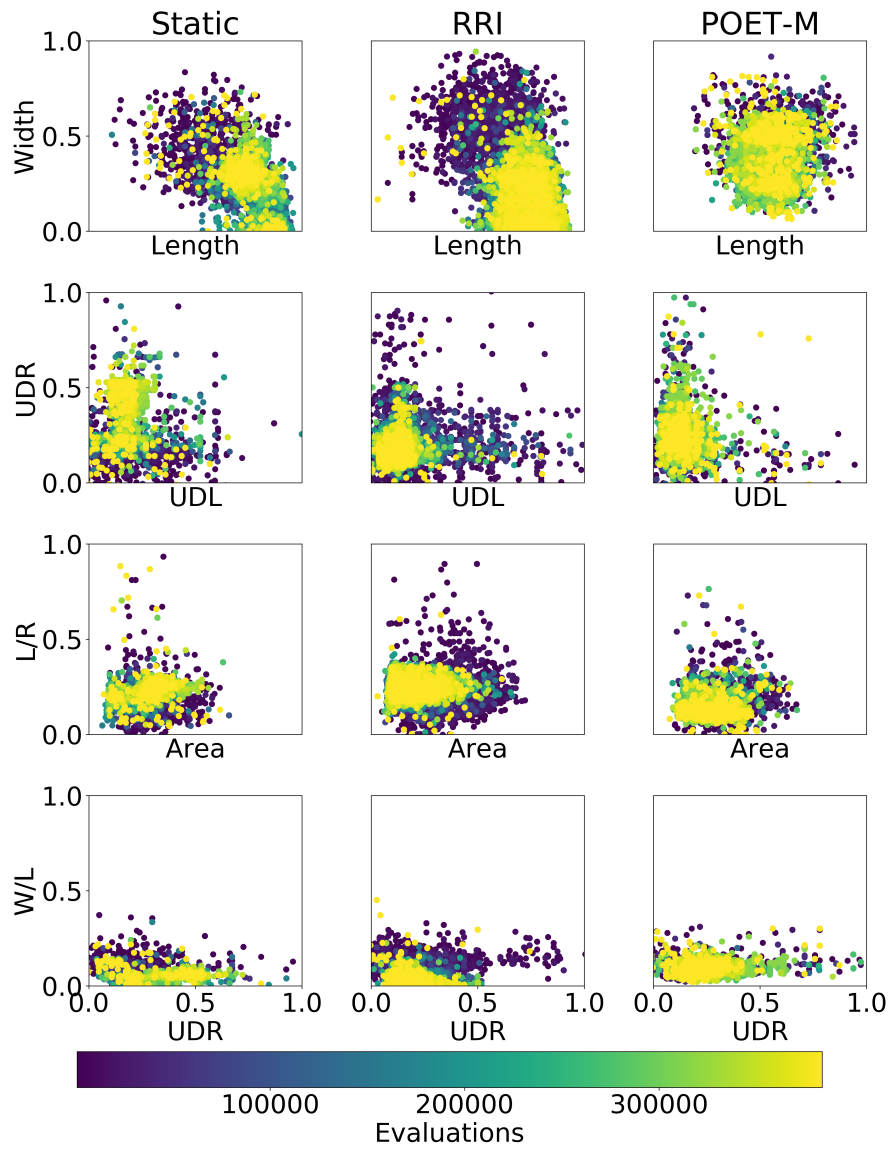 Static RRI POET-M
1.0
Width 0.5
0.0
Length Length Length
1.0
UDR 0.5
0.0
UDL UDL UDL
1.0
L/R 0.5
0.0
Area Area Area
1.0
W/L 0.5
0.0
0.0 0.5 1.0 0.0 0.5 1.0 0.0 0.5 1.0
UDR UDR UDR
100000 200000 300000
Evaluations